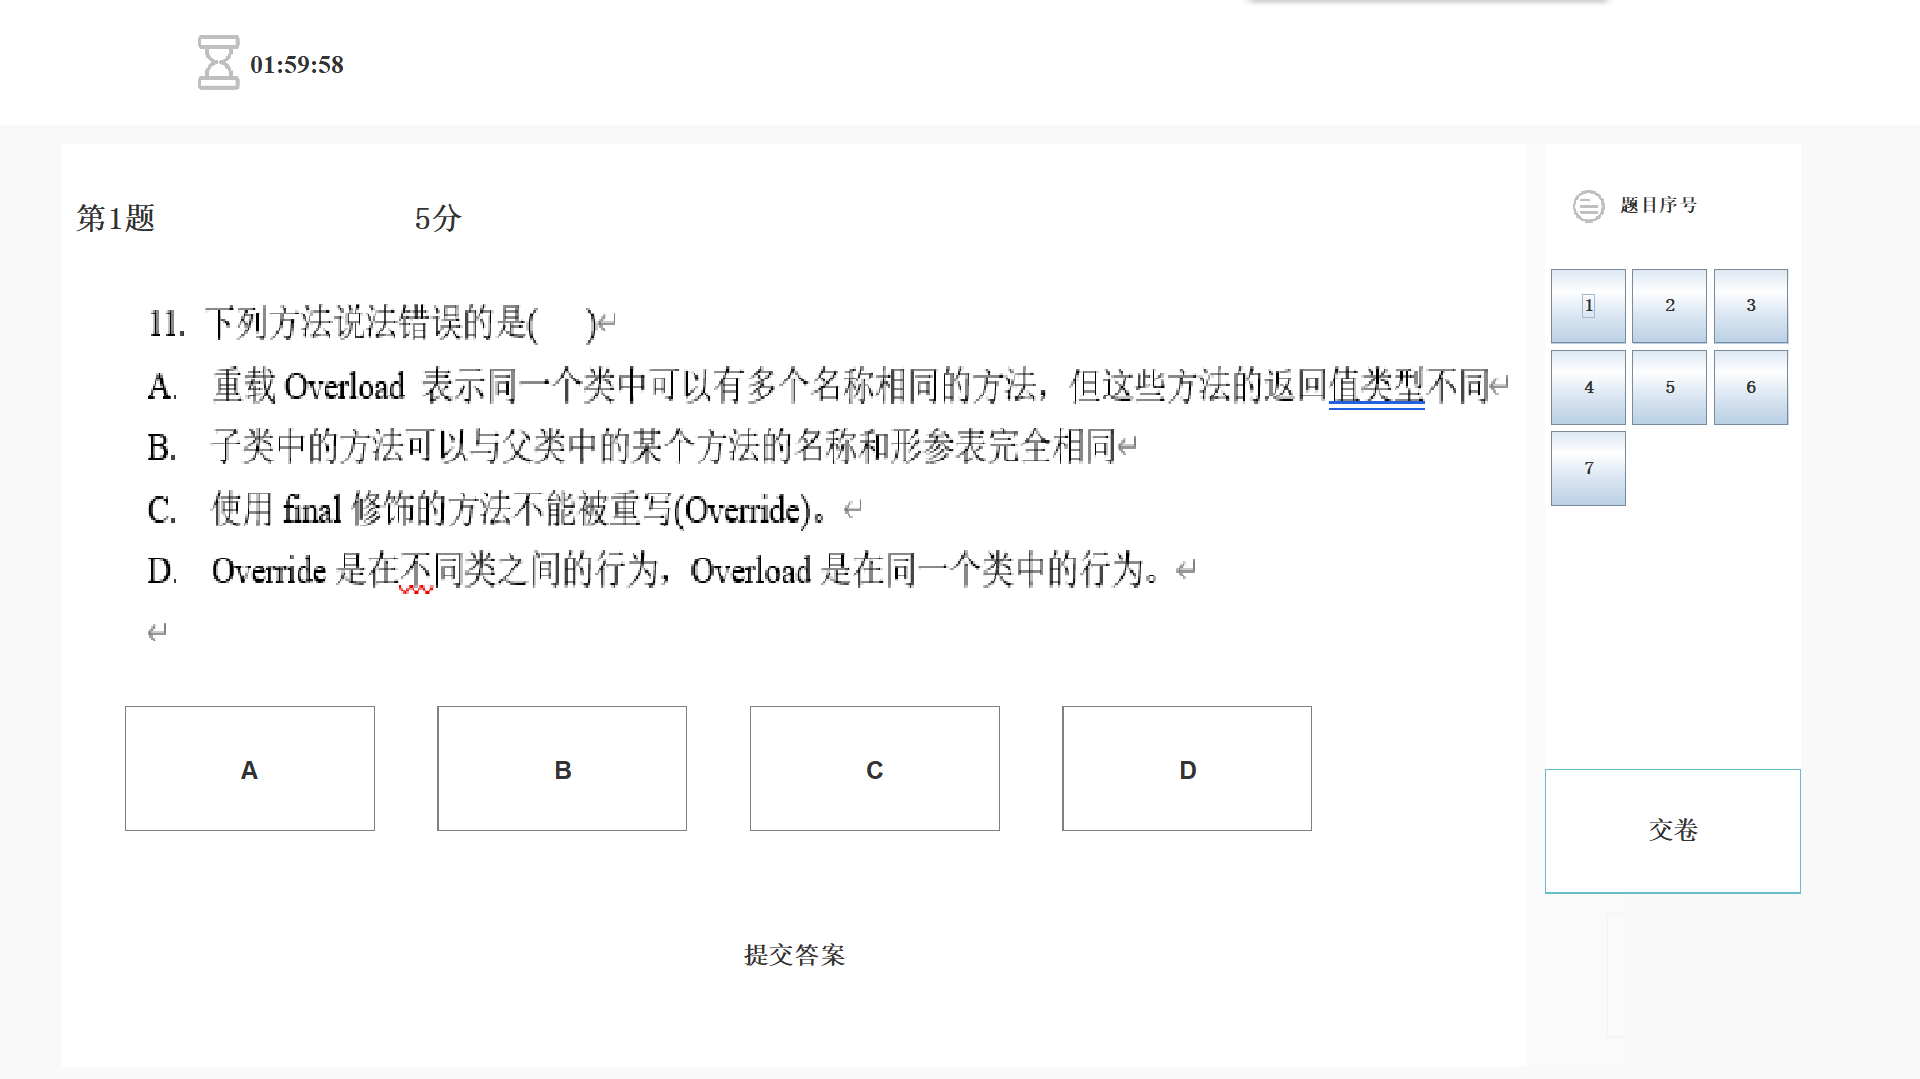 01:59:58
第1题 5分
11. 下列方法说法错误的是( )↵
A. 重载 Overload 表示同一个类中可以有多个名称相同的方法，但这些方法的返回值类型不同↵
B. 子类中的方法可以与父类中的某个方法的名称和形参表完全相同↵
C. 使用 final 修饰的方法不能被重写(Override)。↵
D. Override 是在不同类之间的行为，Overload 是在同一个类中的行为。↵
↵
A B C D
提交答案
题目序号
1 2 3
4 5 6
7
交卷